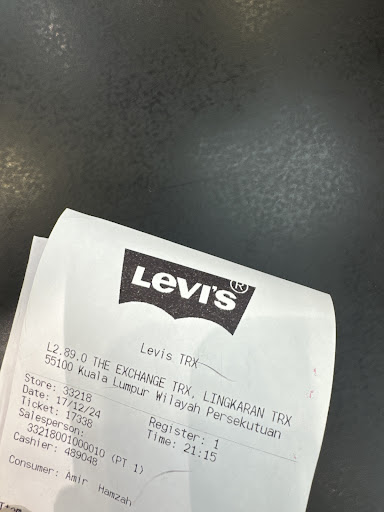 LEVI'S®
Levis TRX
L2.89.0 THE EXCHANGE TRX, LINGKARAN TRX
55100 Kuala Lumpur Wilayah Persekutuan
Store: 33218 Register: 1
Date: 17/12/24 Time: 21:15
Ticket: 17338
Salesperson:
33218001000010 (PT 1)
Cashier: 489048
Consumer: Amir Hamzah